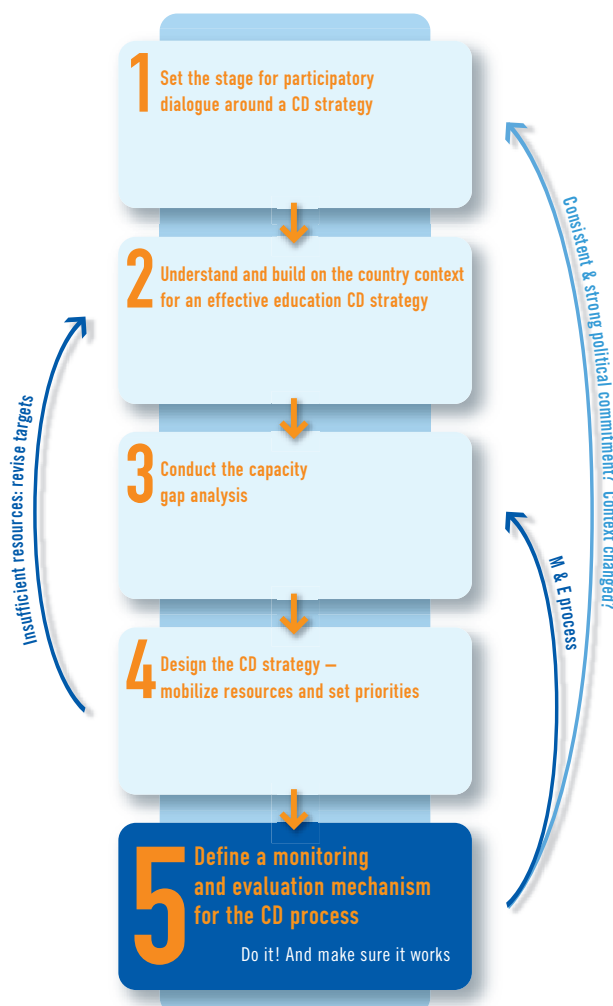 1
Set the stage for participatory
dialogue around a CD strategy
2
Understand and build on the country context
for an effective education CD strategy
3
Conduct the capacity
gap analysis
4
Design the CD strategy –
mobilize resources and set priorities
5
Define a monitoring
and evaluation mechanism
for the CD process
Do it! And make sure it works
Insufficient resources: revise targets
M & E process
Consistent & strong political commitment? Context changed?